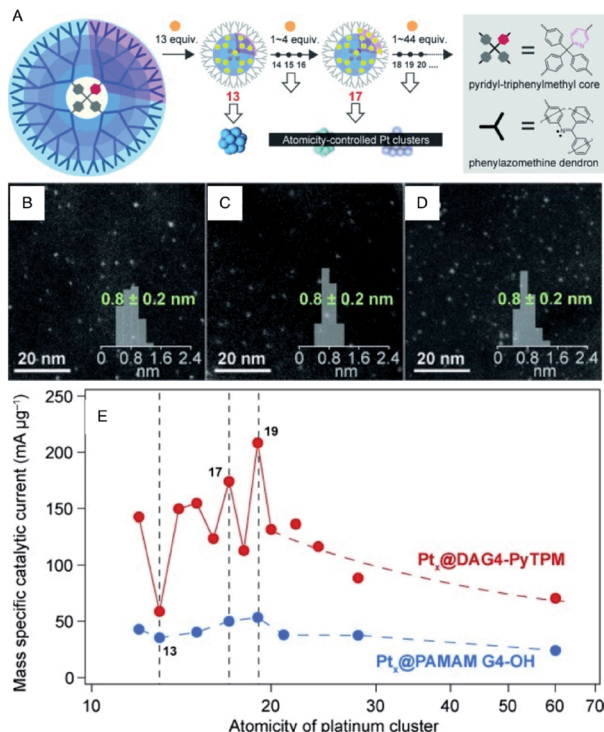 A
13 equiv.
1~4 equiv.
1~44 equiv.
14 15 16
18 19 20 ....
13
17
Atomicity-controlled Pt clusters
pyridyl-triphenylmethyl core
phenylazomethine dendron
B
0.8 ± 0.2 nm
20 nm
0 0.8 1.6 2.4
nm
C
0.8 ± 0.2 nm
20 nm
0 0.8 1.6 2.4
nm
D
0.8 ± 0.2 nm
20 nm
0 0.8 1.6 2.4
nm
E
Mass specific catalytic current (mA μg⁻¹)
250
200
150
100
50
0
17
19
13
Ptₓ@DAG4-PyTPM
Ptₓ@PAMAM G4-OH
10 20 30 40 50 60 70
Atomicity of platinum cluster